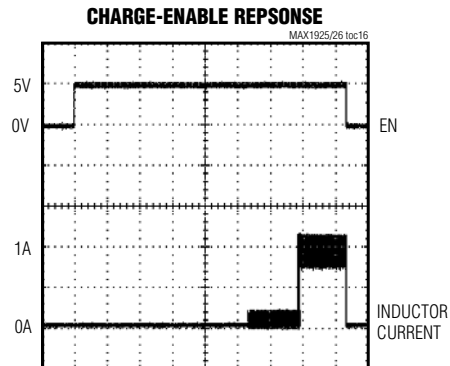 CHARGE-ENABLE REPSONSE
MAX1925/26 toc16
5V
0V
EN
1A
0A
INDUCTOR
CURRENT